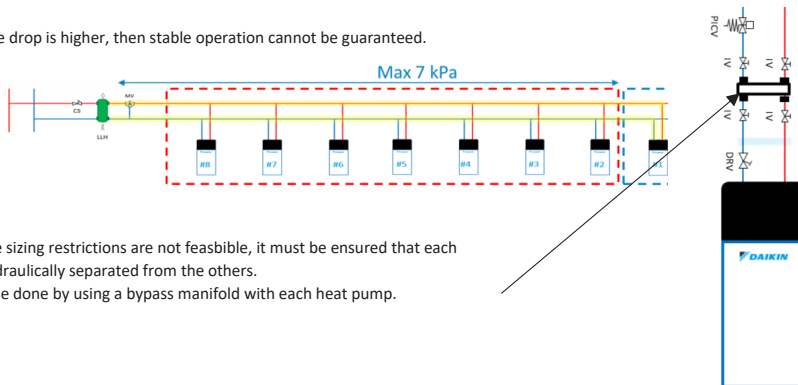 e drop is higher, then stable operation cannot be guaranteed.
Max 7 kPa
CS
MV
LLH
#8
#7
#6
#5
#4
#3
#2
#1
e sizing restrictions are not feasbible, it must be ensured that each
draulically separated from the others.
e done by using a bypass manifold with each heat pump.
PICV
IV
IV
IV
IV
DRV
DAIKIN